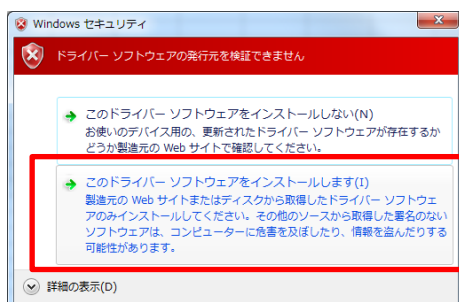 Windows セキュリティ
ドライバー ソフトウェアの発行元を検証できません
このドライバー ソフトウェアをインストールしない(N)
お使いのデバイス用の、更新されたドライバー ソフトウェアが存在するか
どうか製造元の Web サイトで確認してください。
このドライバー ソフトウェアをインストールします(I)
製造元の Web サイトまたはディスクから取得したドライバー ソフトウェ
アのみインストールしてください。その他のソースから取得した署名のない
ソフトウェアは、コンピューターに危害を及ぼしたり、情報を盗んだりする
可能性があります。
詳細の表示(D)